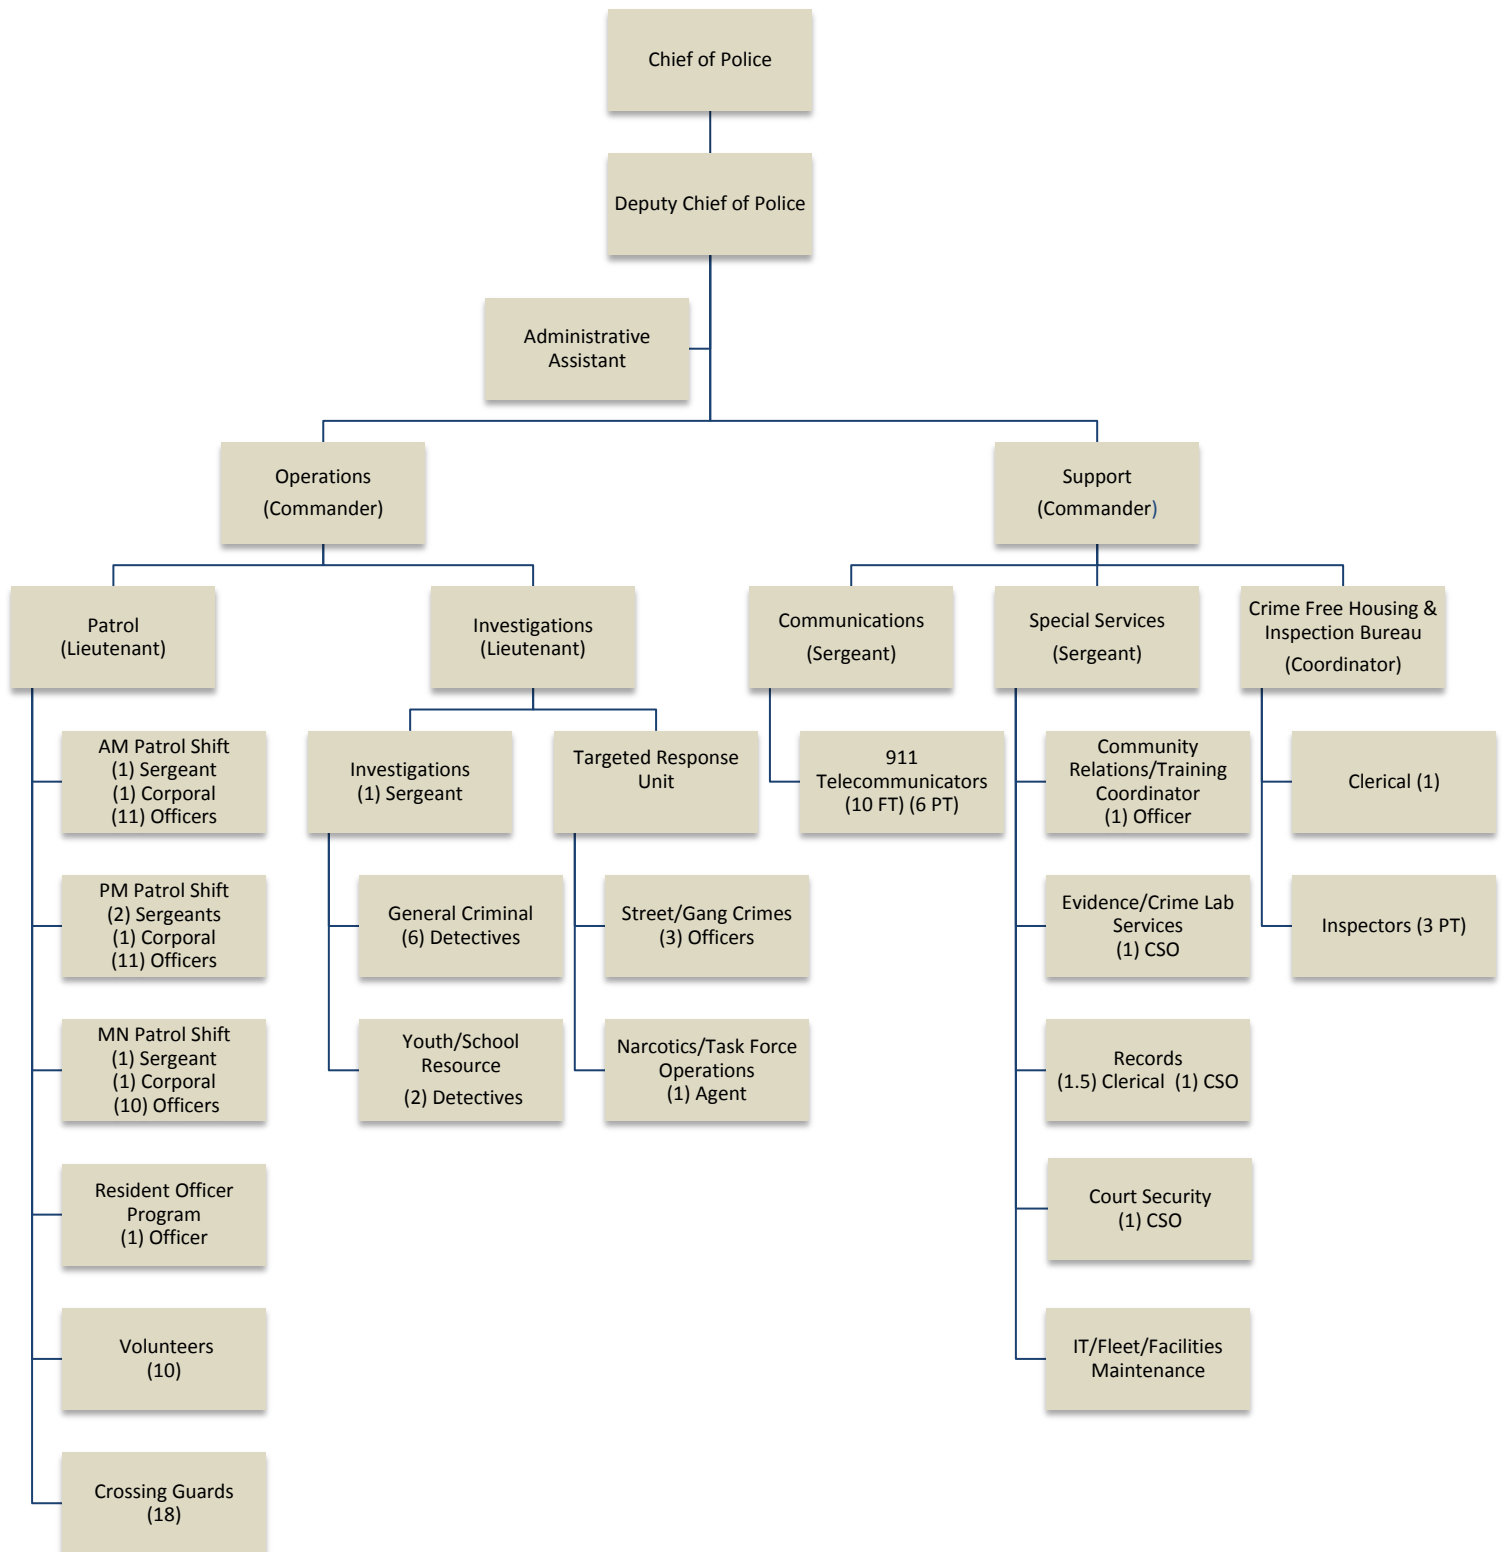 Chief of Police
Deputy Chief of Police
Administrative
Assistant
Operations
(Commander)
Support
(Commander)
Patrol
(Lieutenant)
Investigations
(Lieutenant)
Communications
(Sergeant)
Special Services
(Sergeant)
Crime Free Housing &
Inspection Bureau
(Coordinator)
AM Patrol Shift
(1) Sergeant
(1) Corporal
(11) Officers
Investigations
(1) Sergeant
Targeted Response
Unit
911
Telecommunicators
(10 FT) (6 PT)
Community
Relations/Training
Coordinator
(1) Officer
Clerical (1)
PM Patrol Shift
(2) Sergeants
(1) Corporal
(11) Officers
General Criminal
(6) Detectives
Street/Gang Crimes
(3) Officers
Evidence/Crime Lab
Services
(1) CSO
Inspectors (3 PT)
MN Patrol Shift
(1) Sergeant
(1) Corporal
(10) Officers
Youth/School
Resource
(2) Detectives
Narcotics/Task Force
Operations
(1) Agent
Records
(1.5) Clerical (1) CSO
Resident Officer
Program
(1) Officer
Court Security
(1) CSO
Volunteers
(10)
IT/Fleet/Facilities
Maintenance
Crossing Guards
(18)